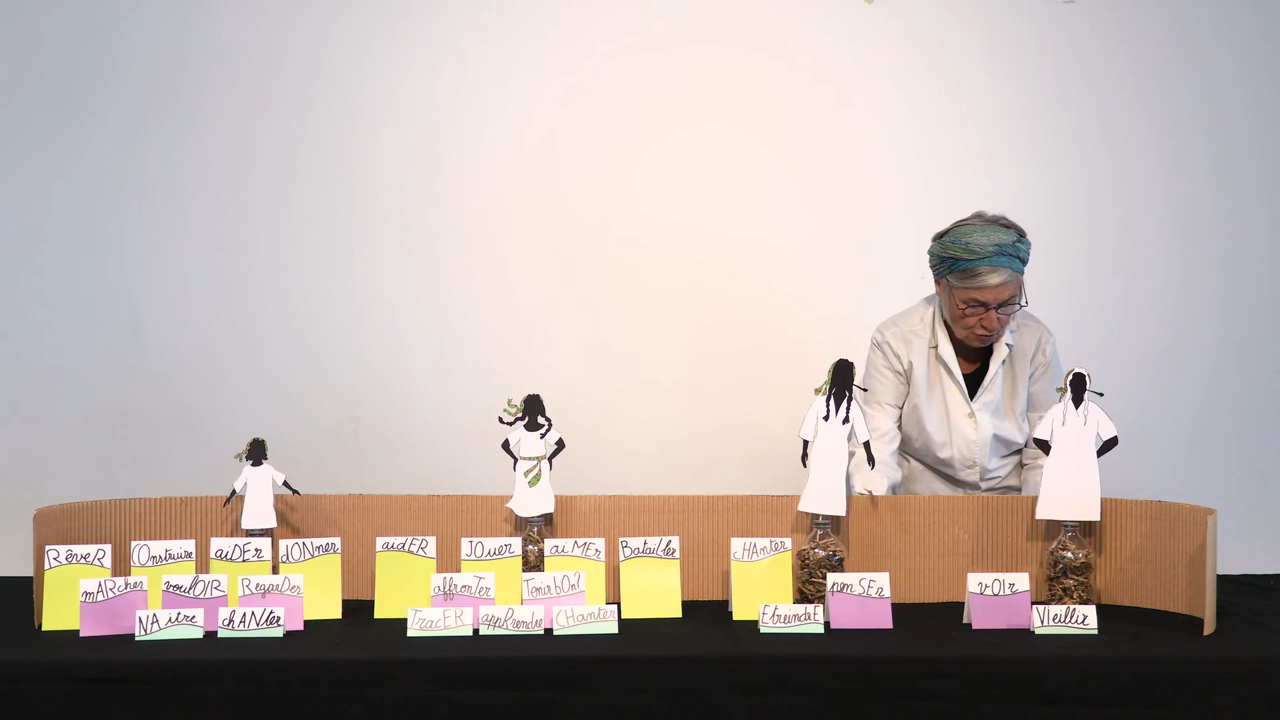 RêveR
COnstruire
aiDEr
dONner
mARcher
voulOIR
RegaRDeR
NAitre
chANter
aidER
JOuer
aiMEr
Batailler
affronTer
TenirbOn!
TracER
appRendre
CHanter
cHAnter
EtreindrE
penSEr
vOIr
VIeillir